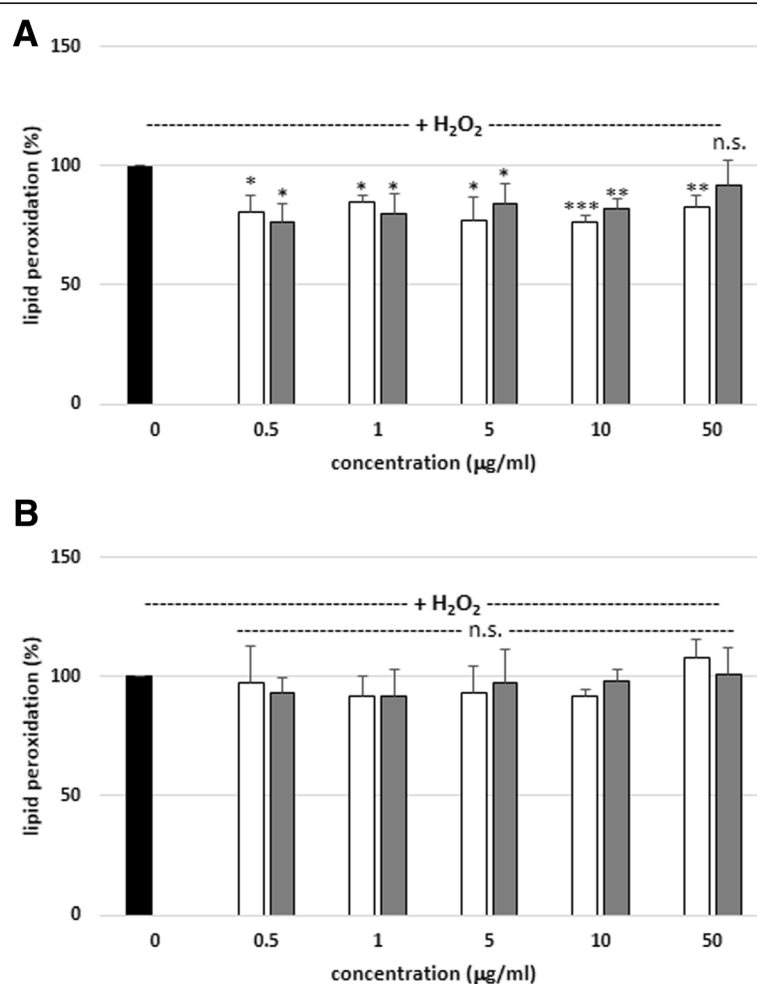 A
150
+ H₂O₂
n.s.
100
* * * * * * *** ** **
50
0
lipid peroxidation (%)
0 0.5 1 5 10 50
concentration (µg/ml)
B
150
+ H₂O₂
n.s.
100
50
0
lipid peroxidation (%)
0 0.5 1 5 10 50
concentration (µg/ml)